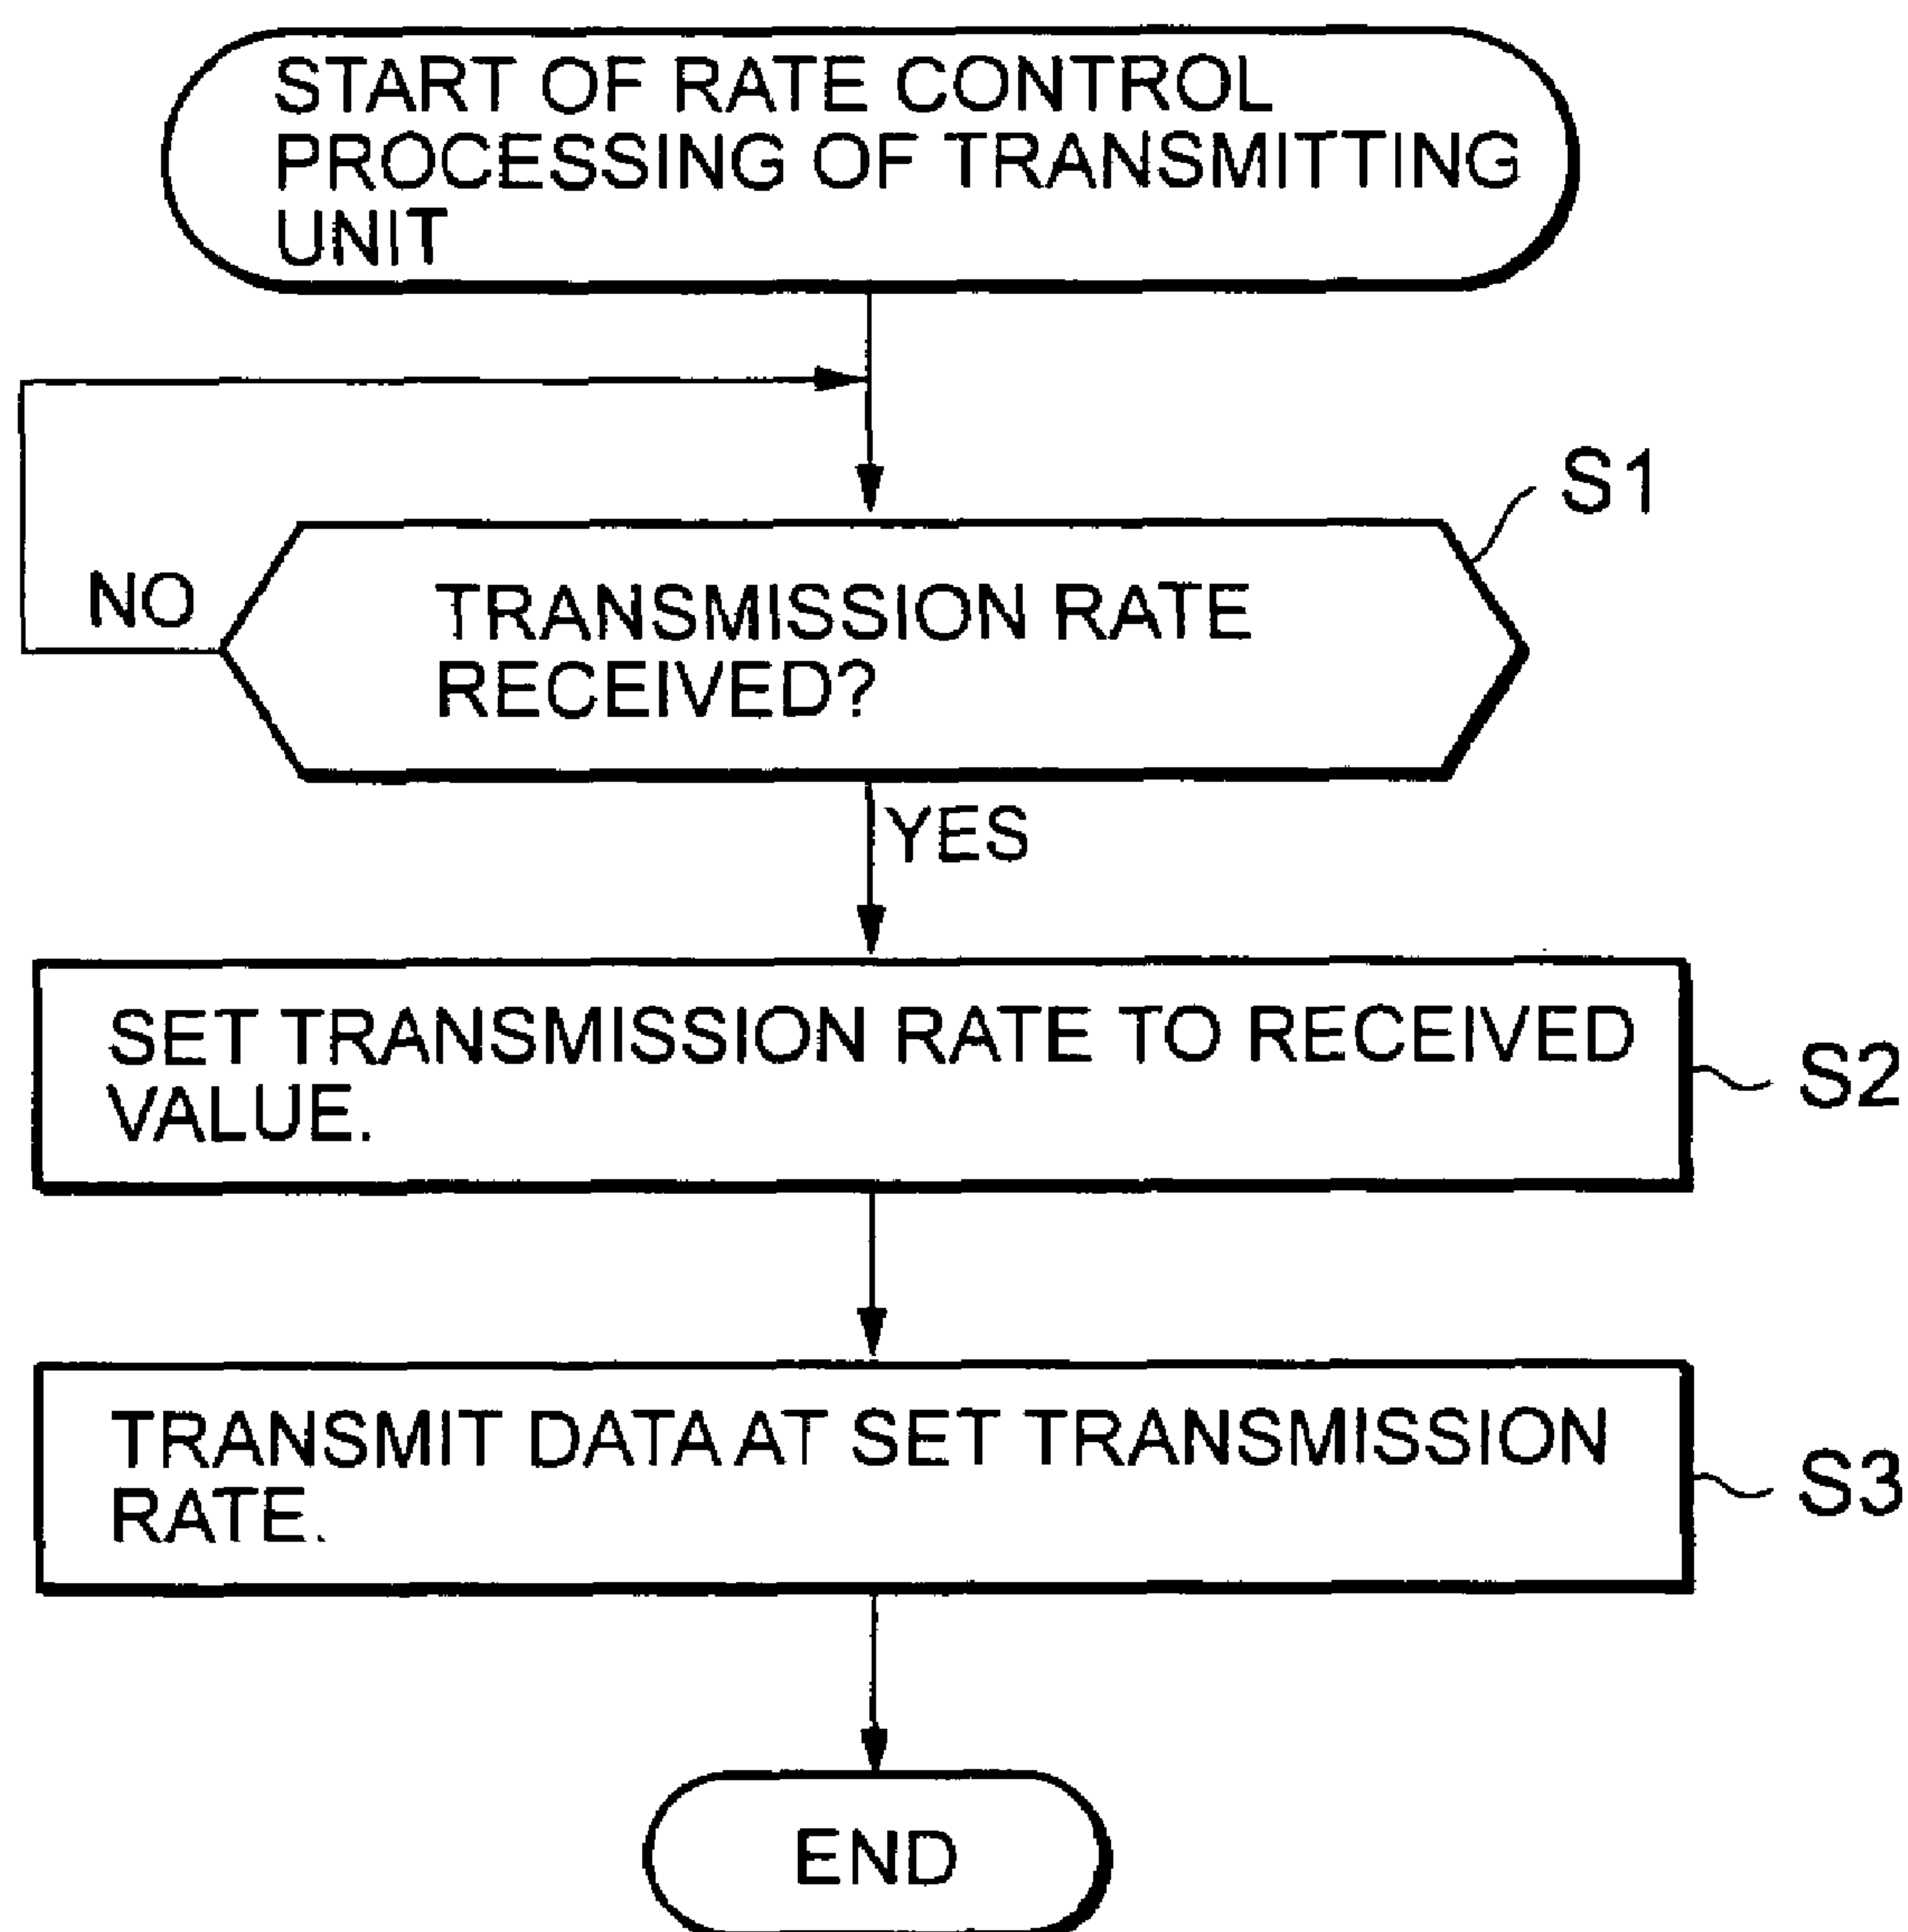 START OF RATE CONTROL
PROCESSING OF TRANSMITTING
UNIT
S1
NO
TRANSMISSION RATE
RECEIVED?
YES
SET TRANSMISSION RATE TO RECEIVED
VALUE.
S2
TRANSMIT DATA AT SET TRANSMISSION
RATE.
S3
END